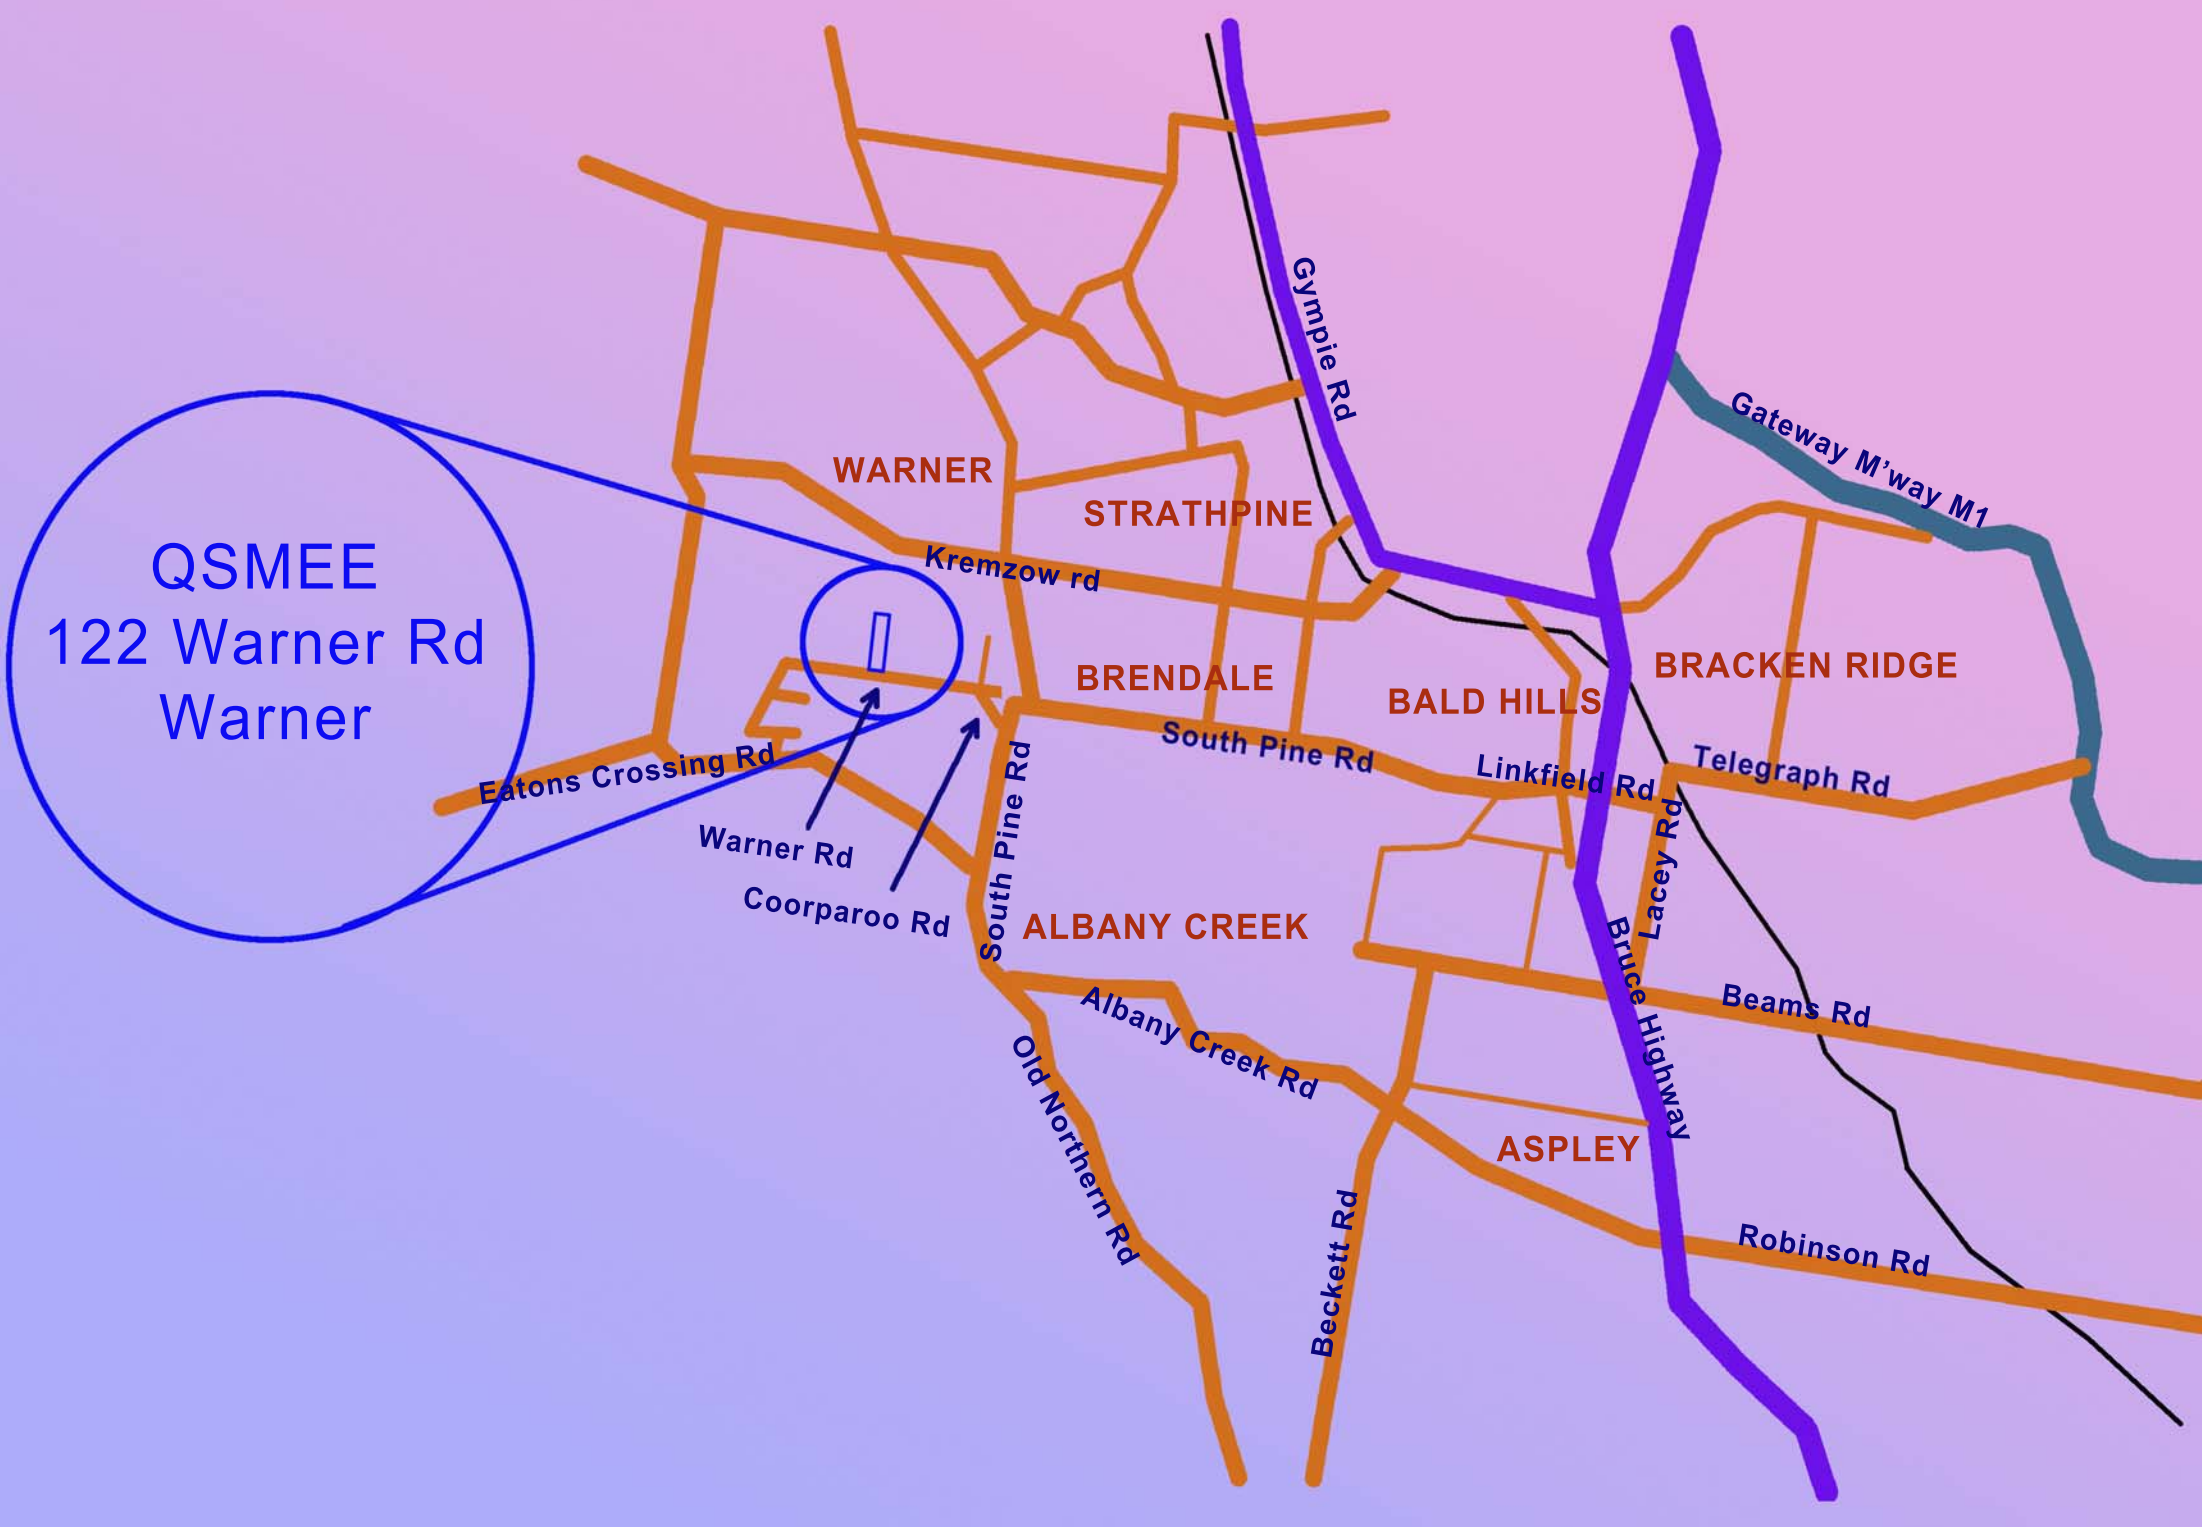 Gympie Rd
Gateway M'way M1
WARNER
STRATHPINE
QSMEE
122 Warner Rd
Warner
Kremzow rd
BRENDALE
BALD HILLS
BRACKEN RIDGE
South Pine Rd
Linkfield Rd
Telegraph Rd
Eatons Crossing Rd
Warner Rd
Coorparoo Rd
South Pine Rd
Lacey Rd
ALBANY CREEK
Bruce Highway
Albany Creek Rd
Beams Rd
Old Northern Rd
ASPLEY
Beckett Rd
Robinson Rd